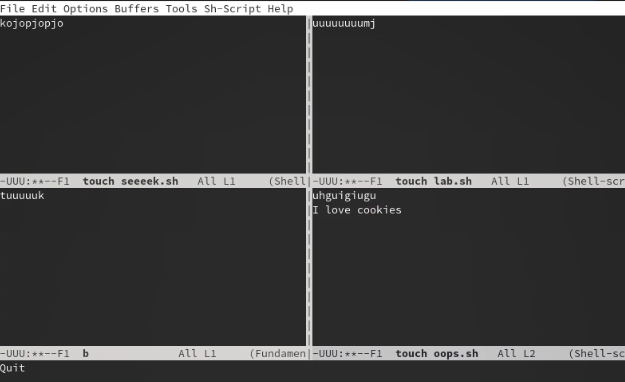 File Edit Options Buffers Tools Sh-Script Help
kojopjopjo
uuuuuuuumj
-UUU:**--F1 touch seeeek.sh All L1 (Shell
-UUU:**--F1 touch lab.sh All L1 (Shell-scr
tuuuuuk
uhguigiugu
I love cookies
-UUU:**--F1 b All L1 (Fundamen
-UUU:**--F1 touch oops.sh All L2 (Shell-sc
Quit